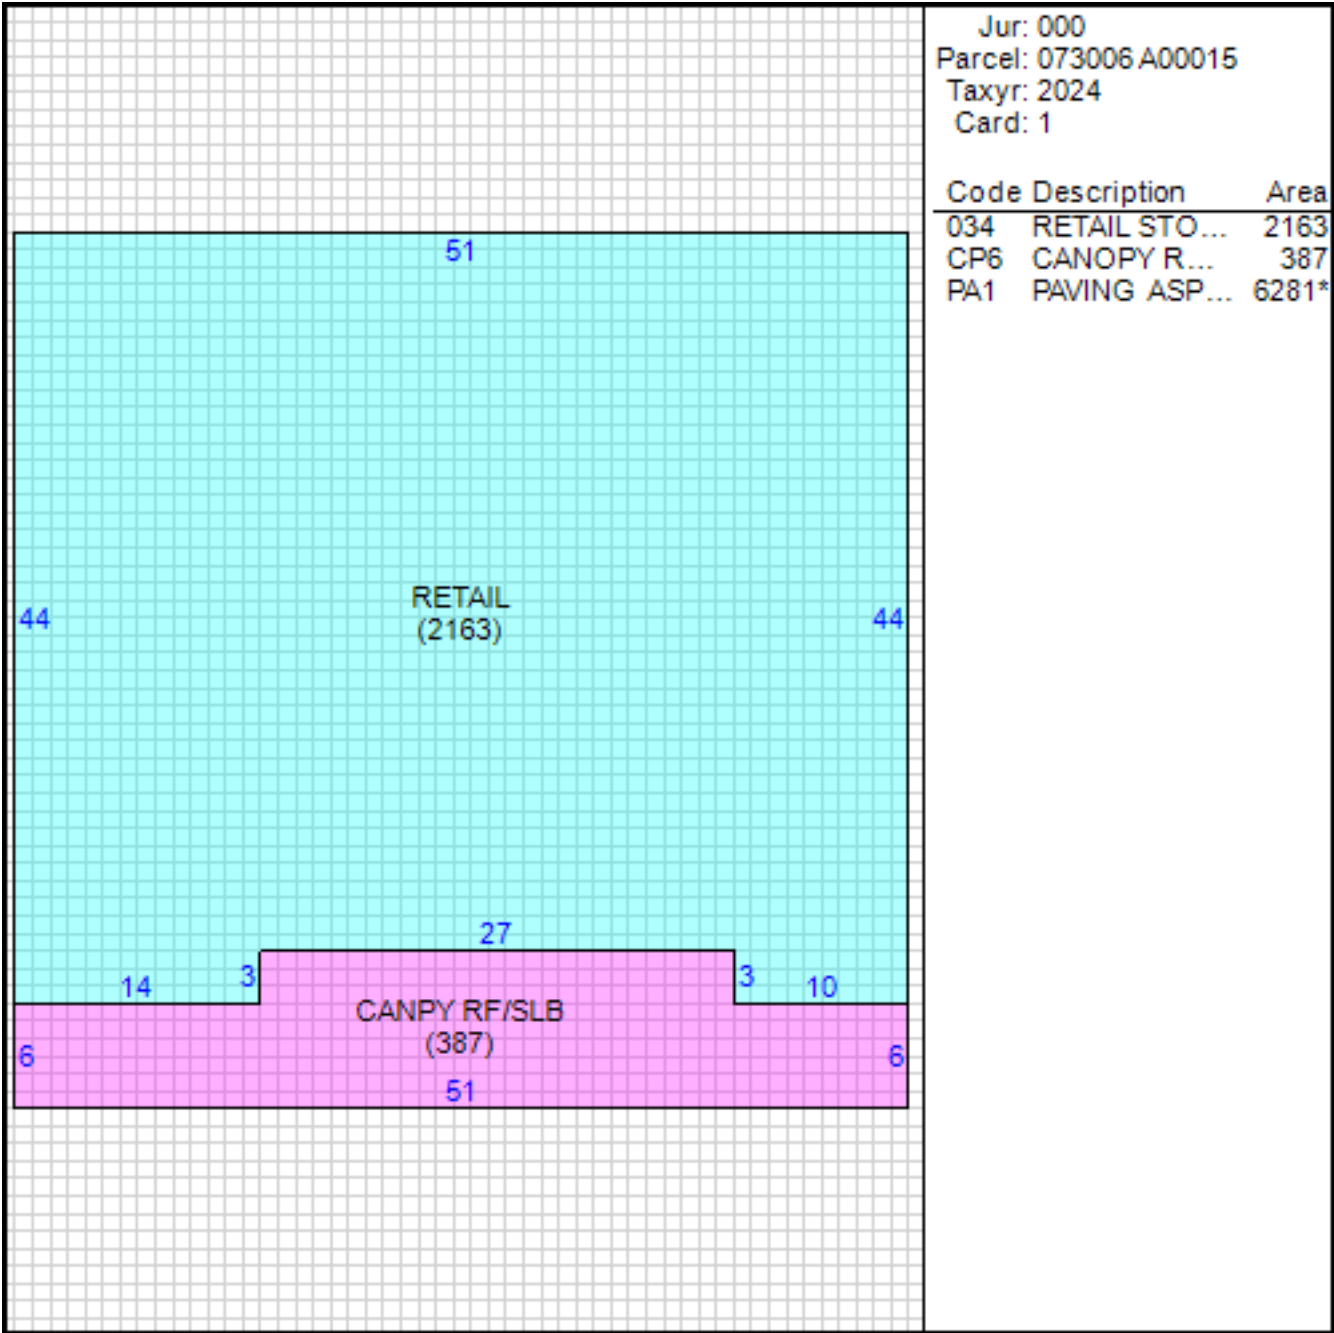 Jur: 000
Parcel: 073006 A00015
Taxyr: 2024
Card: 1
Code Description Area
034 RETAIL STO... 2163
CP6 CANOPY R... 387
PA1 PAVING ASP... 6281*
51
RETAIL
(2163)
44 44
27
14 3 3 10
CANPY RF/SLB
(387)
6 6
51